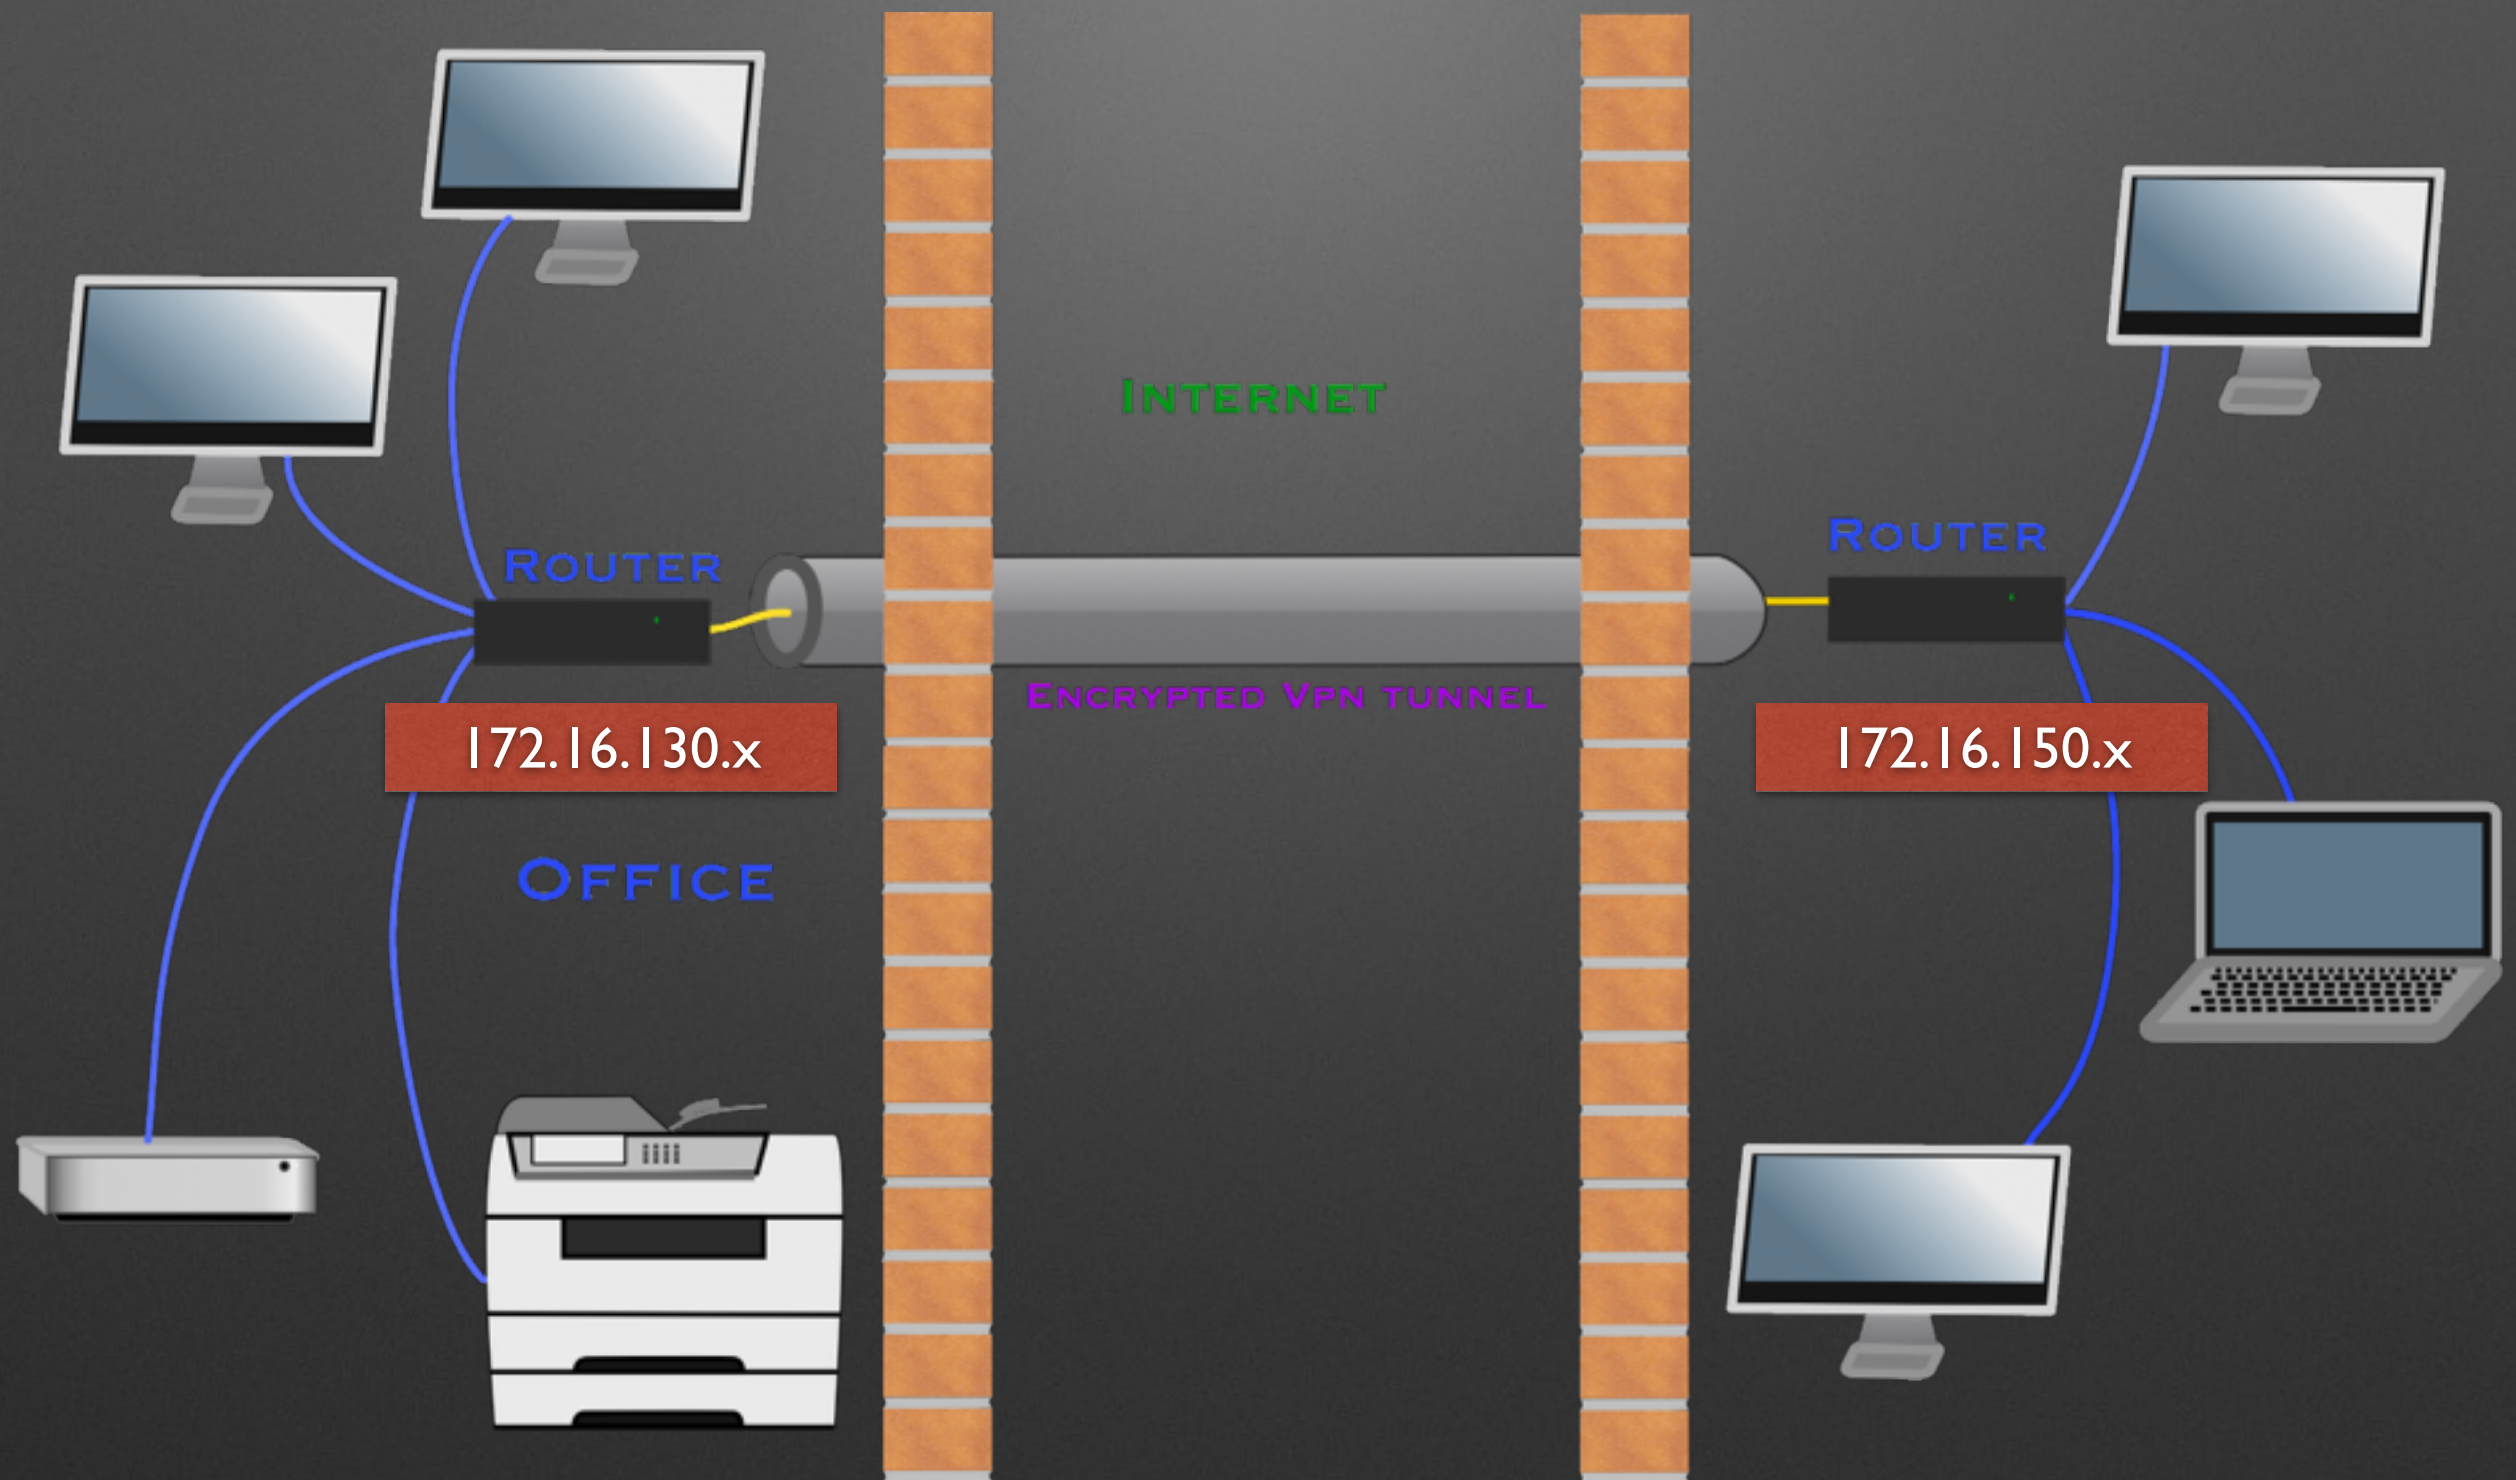 Internet
Router
Router
Encrypted Vpn tunnel
172.16.130.x
172.16.150.x
Office